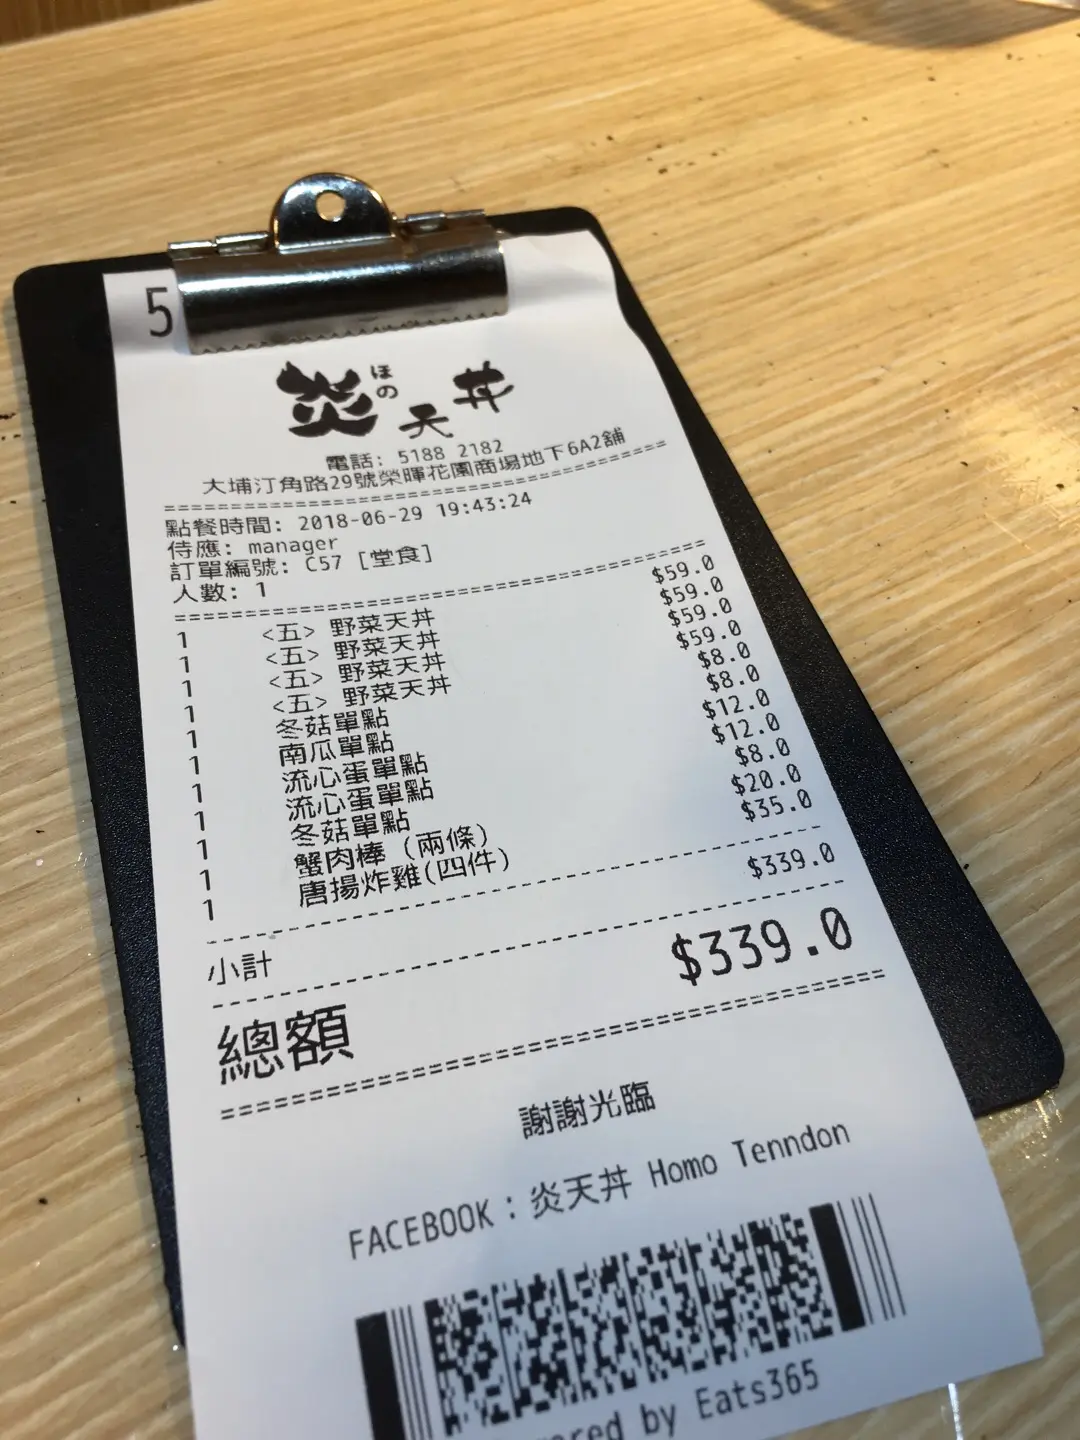 5
炎 ほの 天 丼
電話: 5188 2182
大埔汀角路29號榮暉花園商場地下6A2舖
點餐時間: 2018-06-29 19:43:24
侍應: manager
訂單編號: C57 [堂食]
人數: 1
1 <五> 野菜天丼 $59.0
1 <五> 野菜天丼 $59.0
1 <五> 野菜天丼 $59.0
1 <五> 野菜天丼 $59.0
1 冬菇單點 $8.0
1 南瓜單點 $8.0
1 流心蛋單點 $12.0
1 流心蛋單點 $12.0
1 冬菇單點 $8.0
1 蟹肉棒 (兩條) $20.0
1 唐揚炸雞(四件) $35.0
小計 $339.0
總額 $339.0
謝謝光臨
FACEBOOK：炎天丼 Homo Tenndon
by Eats365